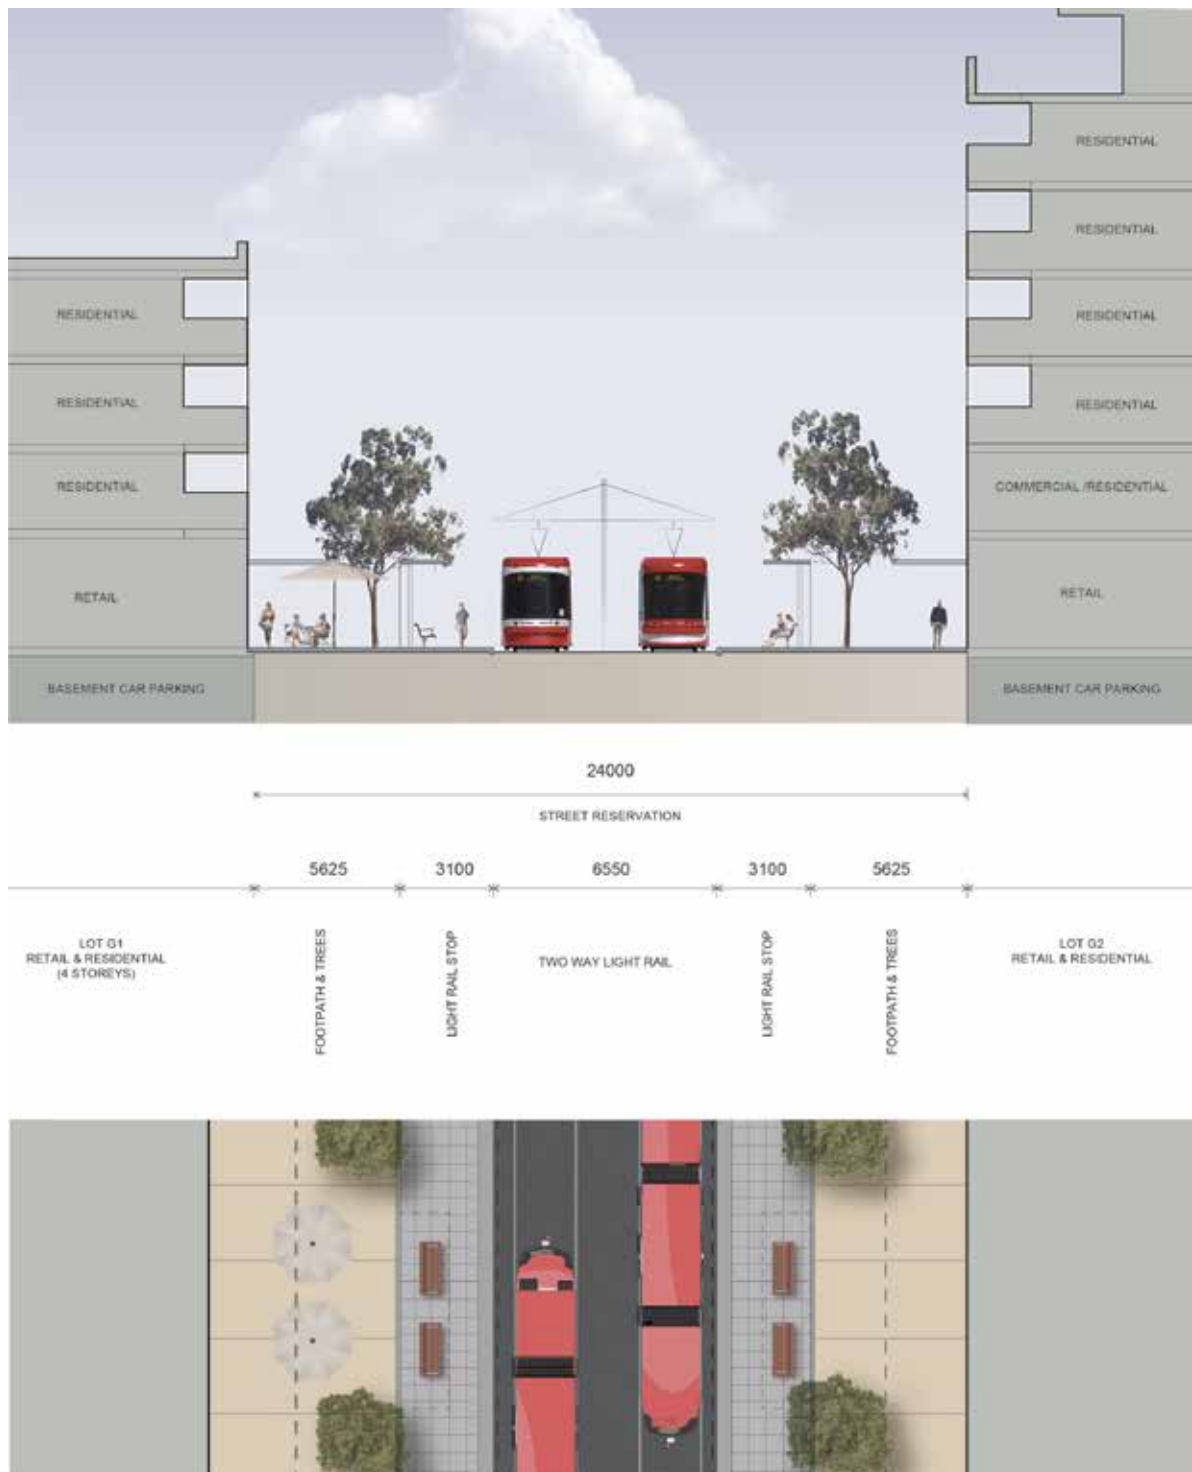 RESIDENTIAL
RESIDENTIAL
RESIDENTIAL
RESIDENTIAL
RESIDENTIAL
RESIDENTIAL
RESIDENTIAL
COMMERCIAL /RESIDENTIAL
RETAIL
RETAIL
BASEMENT CAR PARKING
BASEMENT CAR PARKING
24000
STREET RESERVATION
5625
3100
6550
3100
5625
LOT G1
RETAIL & RESIDENTIAL
(4 STOREYS)
FOOTPATH & TREES
LIGHT RAIL STOP
TWO WAY LIGHT RAIL
LIGHT RAIL STOP
FOOTPATH & TREES
LOT G2
RETAIL & RESIDENTIAL